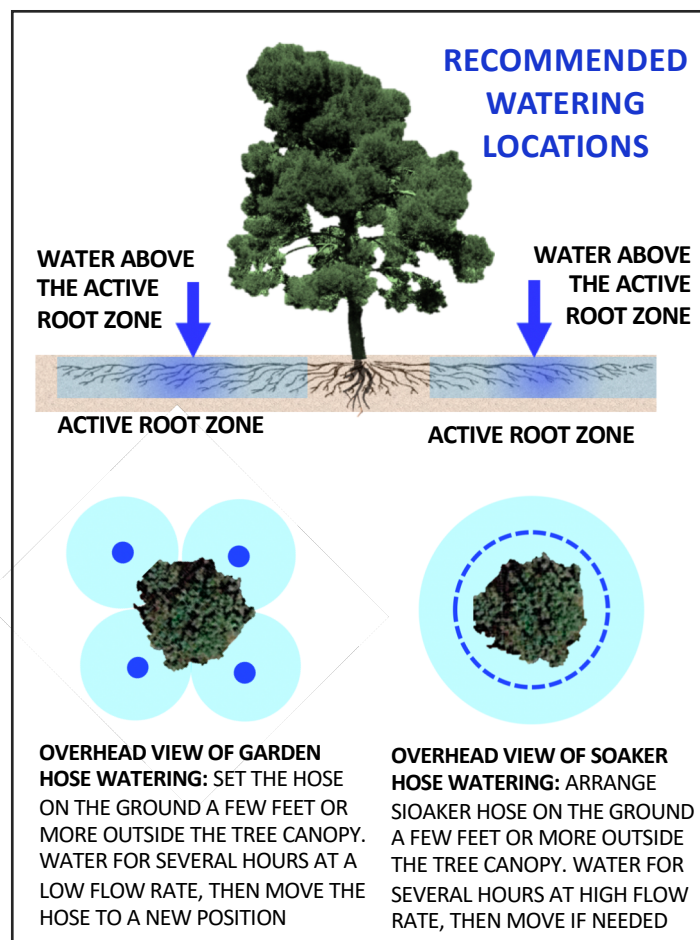 RECOMMENDED
WATERING
LOCATIONS
WATER ABOVE
THE ACTIVE
ROOT ZONE
WATER ABOVE
THE ACTIVE
ROOT ZONE
ACTIVE ROOT ZONE
ACTIVE ROOT ZONE
OVERHEAD VIEW OF GARDEN
HOSE WATERING: SET THE HOSE
ON THE GROUND A FEW FEET OR
MORE OUTSIDE THE TREE CANOPY.
WATER FOR SEVERAL HOURS AT A
LOW FLOW RATE, THEN MOVE THE
HOSE TO A NEW POSITION
OVERHEAD VIEW OF SOAKER
HOSE WATERING: ARRANGE
SIOAKER HOSE ON THE GROUND
A FEW FEET OR MORE OUTSIDE
THE TREE CANOPY. WATER FOR
SEVERAL HOURS AT HIGH FLOW
RATE, THEN MOVE IF NEEDED